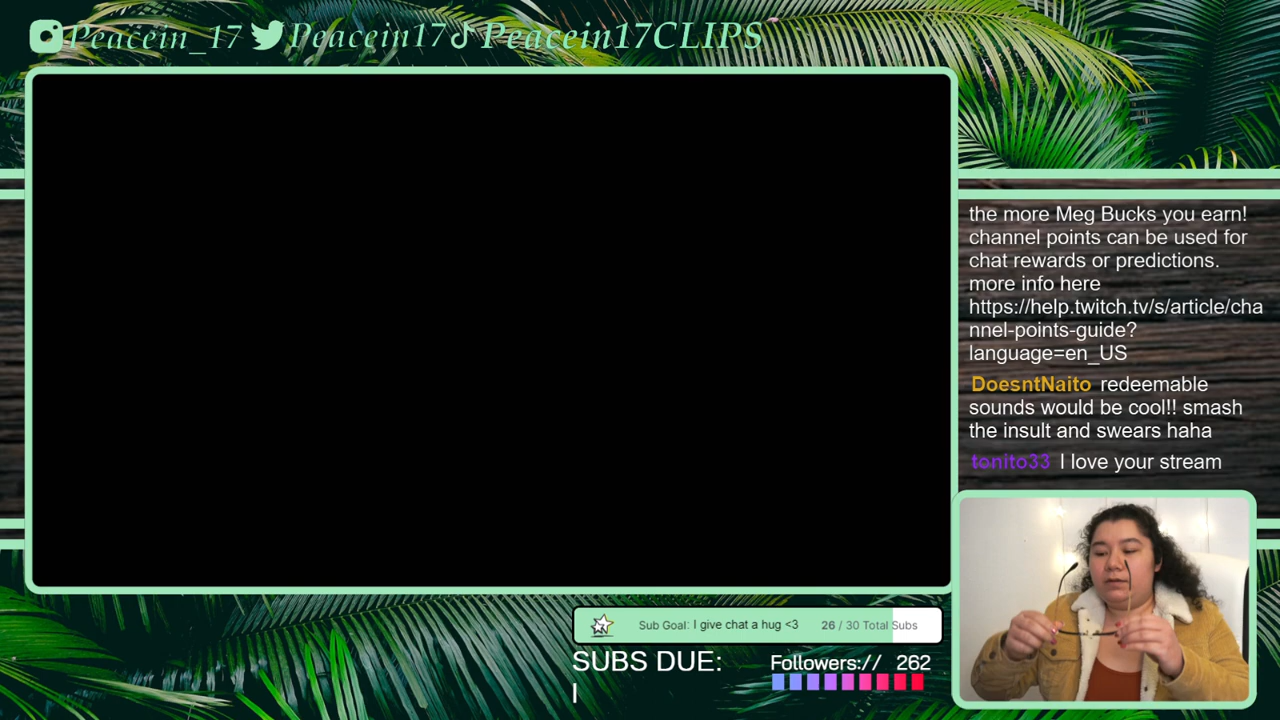 Peacein_17 Peacein17 Peacein17CLIPS
the more Meg Bucks you earn!
channel points can be used for
chat rewards or predictions.
more info here
https://help.twitch.tv/s/article/cha
nnel-points-guide?
language=en_US
DoesntNaito redeemable
sounds would be cool!! smash
the insult and swears haha
tonito33 I love your stream
Sub Goal: I give chat a hug <3 26 / 30 Total Subs
SUBS DUE:
I
Followers:// 262